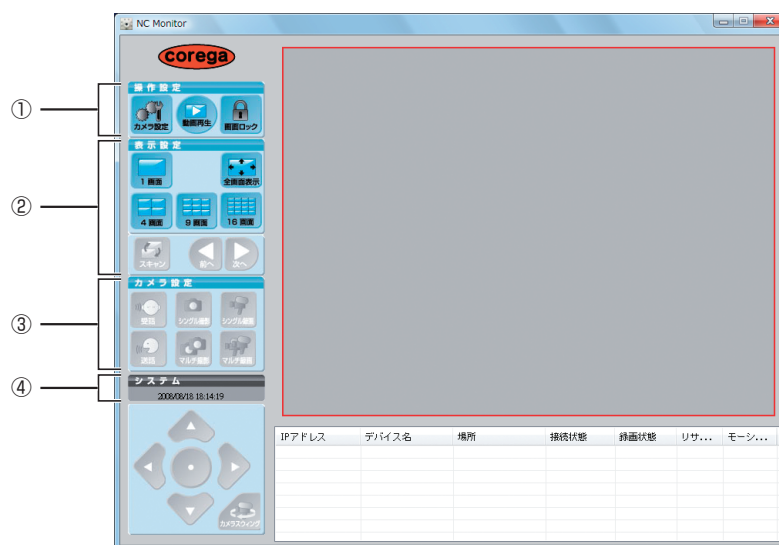 NC Monitor
corega
① 操作設定
カメラ設定 動画再生 画面ロック
② 表示設定
1 画面 全画面表示
4 画面 9 画面 16 画面
スキャン 前へ 次へ
③ カメラ設定
受話 シングル撮影 シングル録画
送話 マルチ撮影 マルチ録画
④ システム
2008/08/18 18:14:19
カメラスウィング
IPアドレス デバイス名 場所 接続状態 録画状態 リサ... モーシ...